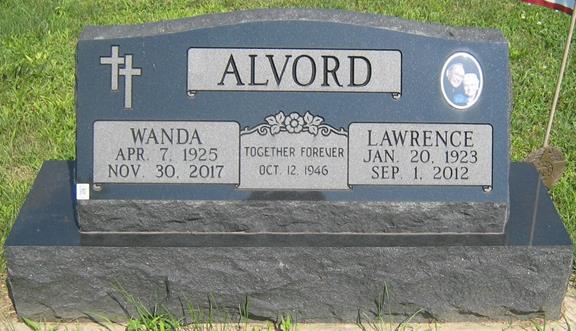 ALVORD
WANDA
APR. 7, 1925
NOV. 30, 2017
TOGETHER FOREVER
OCT. 12, 1946
LAWRENCE
JAN. 20, 1923
SEP. 1, 2012